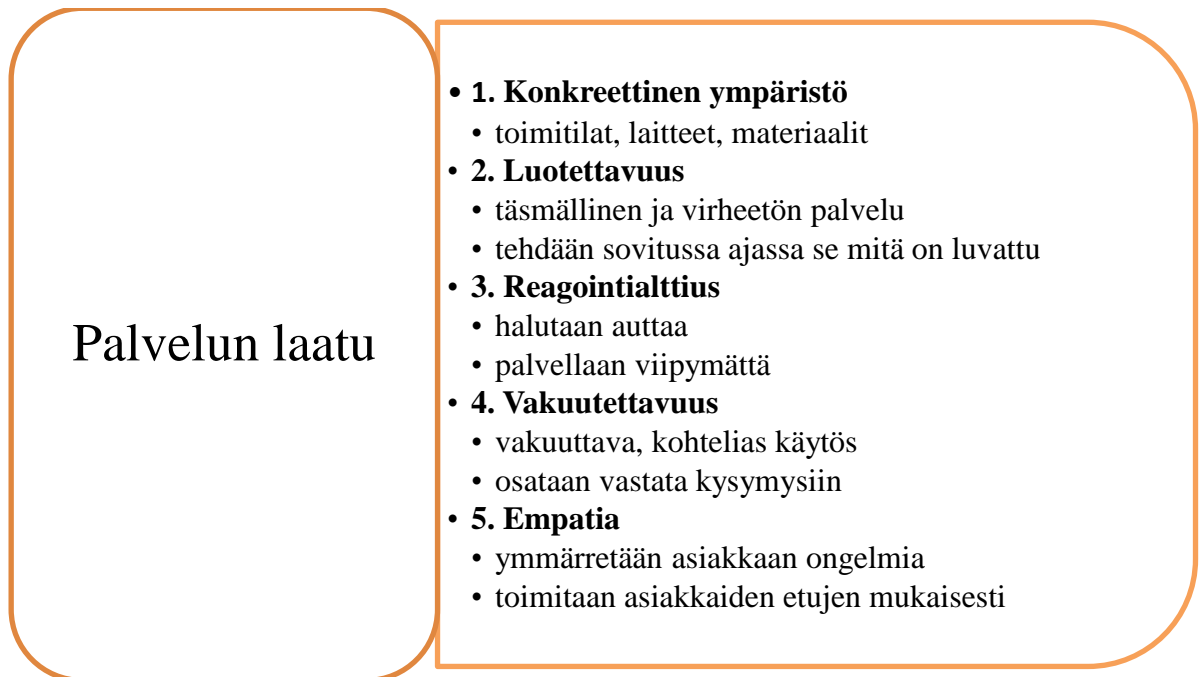 Palvelun laatu
• 1. Konkreettinen ympäristö
• toimitilat, laitteet, materiaalit
• 2. Luotettavuus
• täsmällinen ja virheetön palvelu
• tehdään sovitussa ajassa se mitä on luvattu
• 3. Reagointialttius
• halutaan auttaa
• palvellaan viipymättä
• 4. Vakuutettavuus
• vakuuttava, kohtelias käytös
• osataan vastata kysymysiin
• 5. Empatia
• ymmärretään asiakkaan ongelmia
• toimitaan asiakkaiden etujen mukaisesti